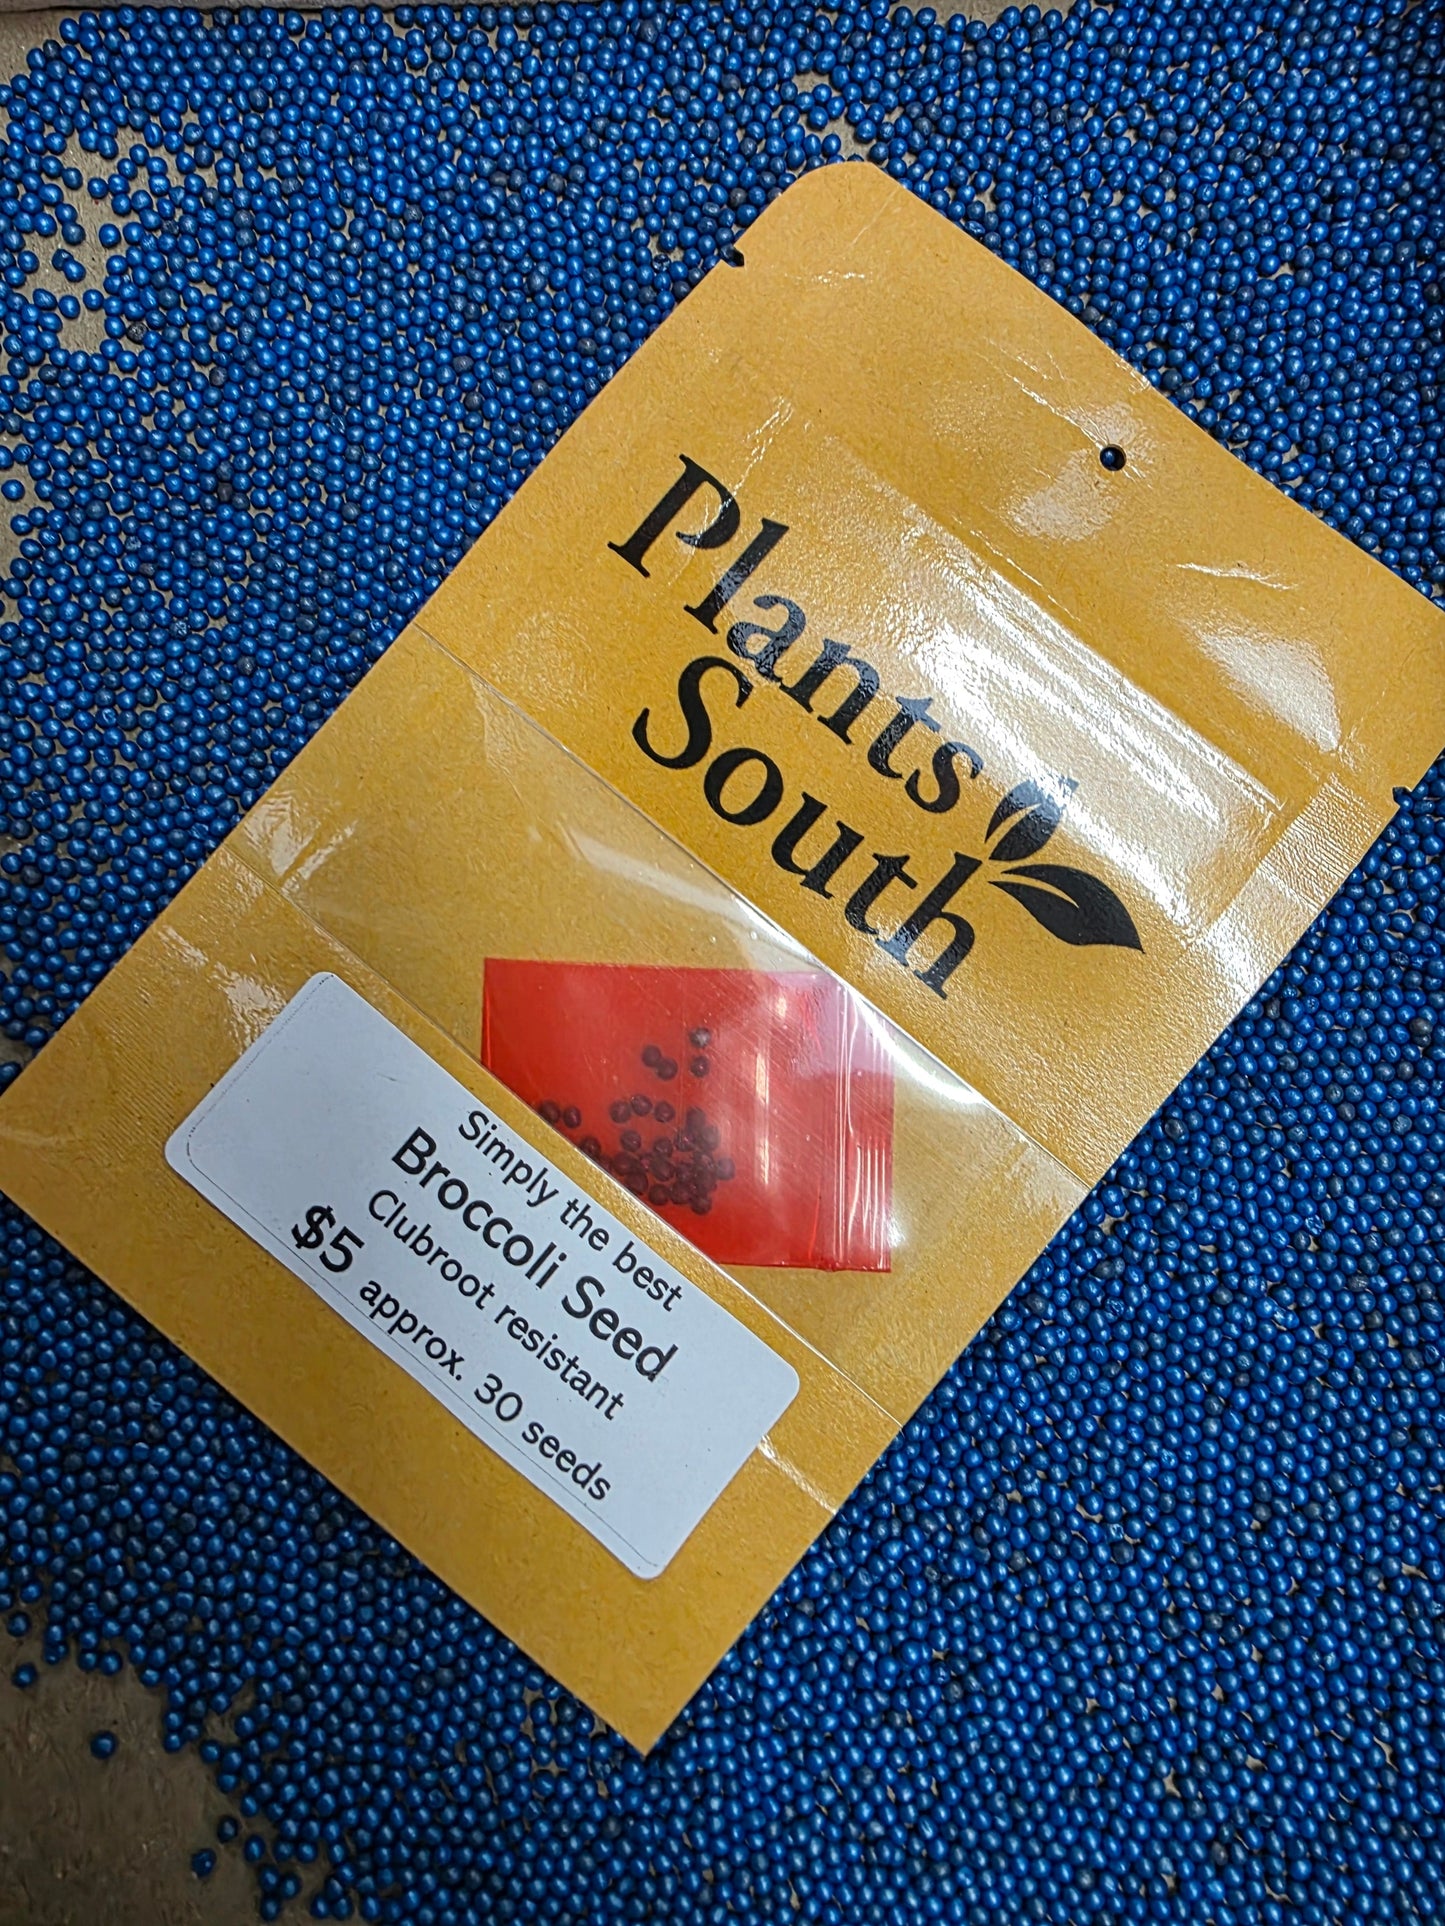 Plants
South
Simply the best
Broccoli Seed
Clubroot resistant
$5 approx. 30 seeds